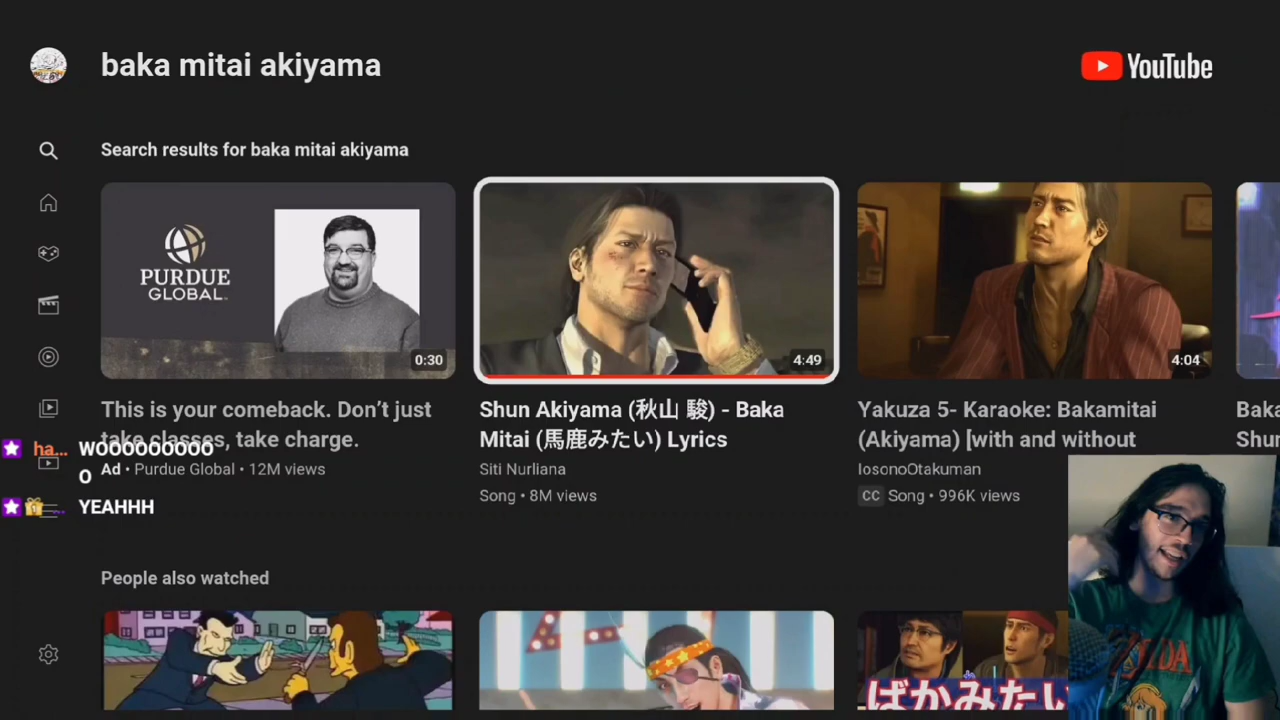 baka mitai akiyama
YouTube
Search results for baka mitai akiyama
PURDUE
GLOBAL
0:30
4:49
4:04
This is your comeback. Don't just
take classes, take charge.
Ad • Purdue Global • 12M views
Shun Akiyama (秋山 駿) - Baka
Mitai (馬鹿みたい) Lyrics
Siti Nurliana
Song • 8M views
Yakuza 5- Karaoke: Bakamitai
(Akiyama) [with and without
IosonoOtakuman
CC Song • 996K views
Baka
Shun
ha... WOOOOOOOOO
O
YEAHHH
People also watched
ばかみたい
ZELDA